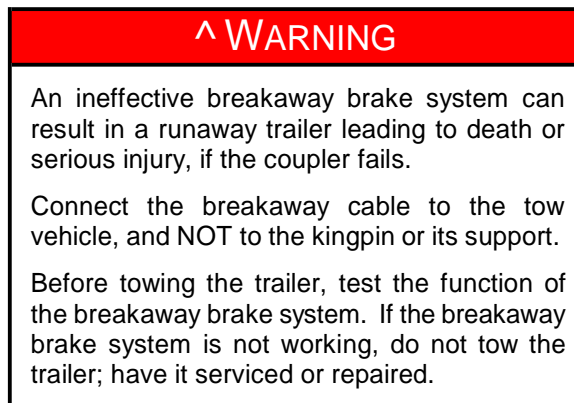 ^ WARNING
An ineffective breakaway brake system can
result in a runaway trailer leading to death or
serious injury, if the coupler fails.
Connect the breakaway cable to the tow
vehicle, and NOT to the kingpin or its support.
Before towing the trailer, test the function of
the breakaway brake system. If the breakaway
brake system is not working, do not tow the
trailer; have it serviced or repaired.